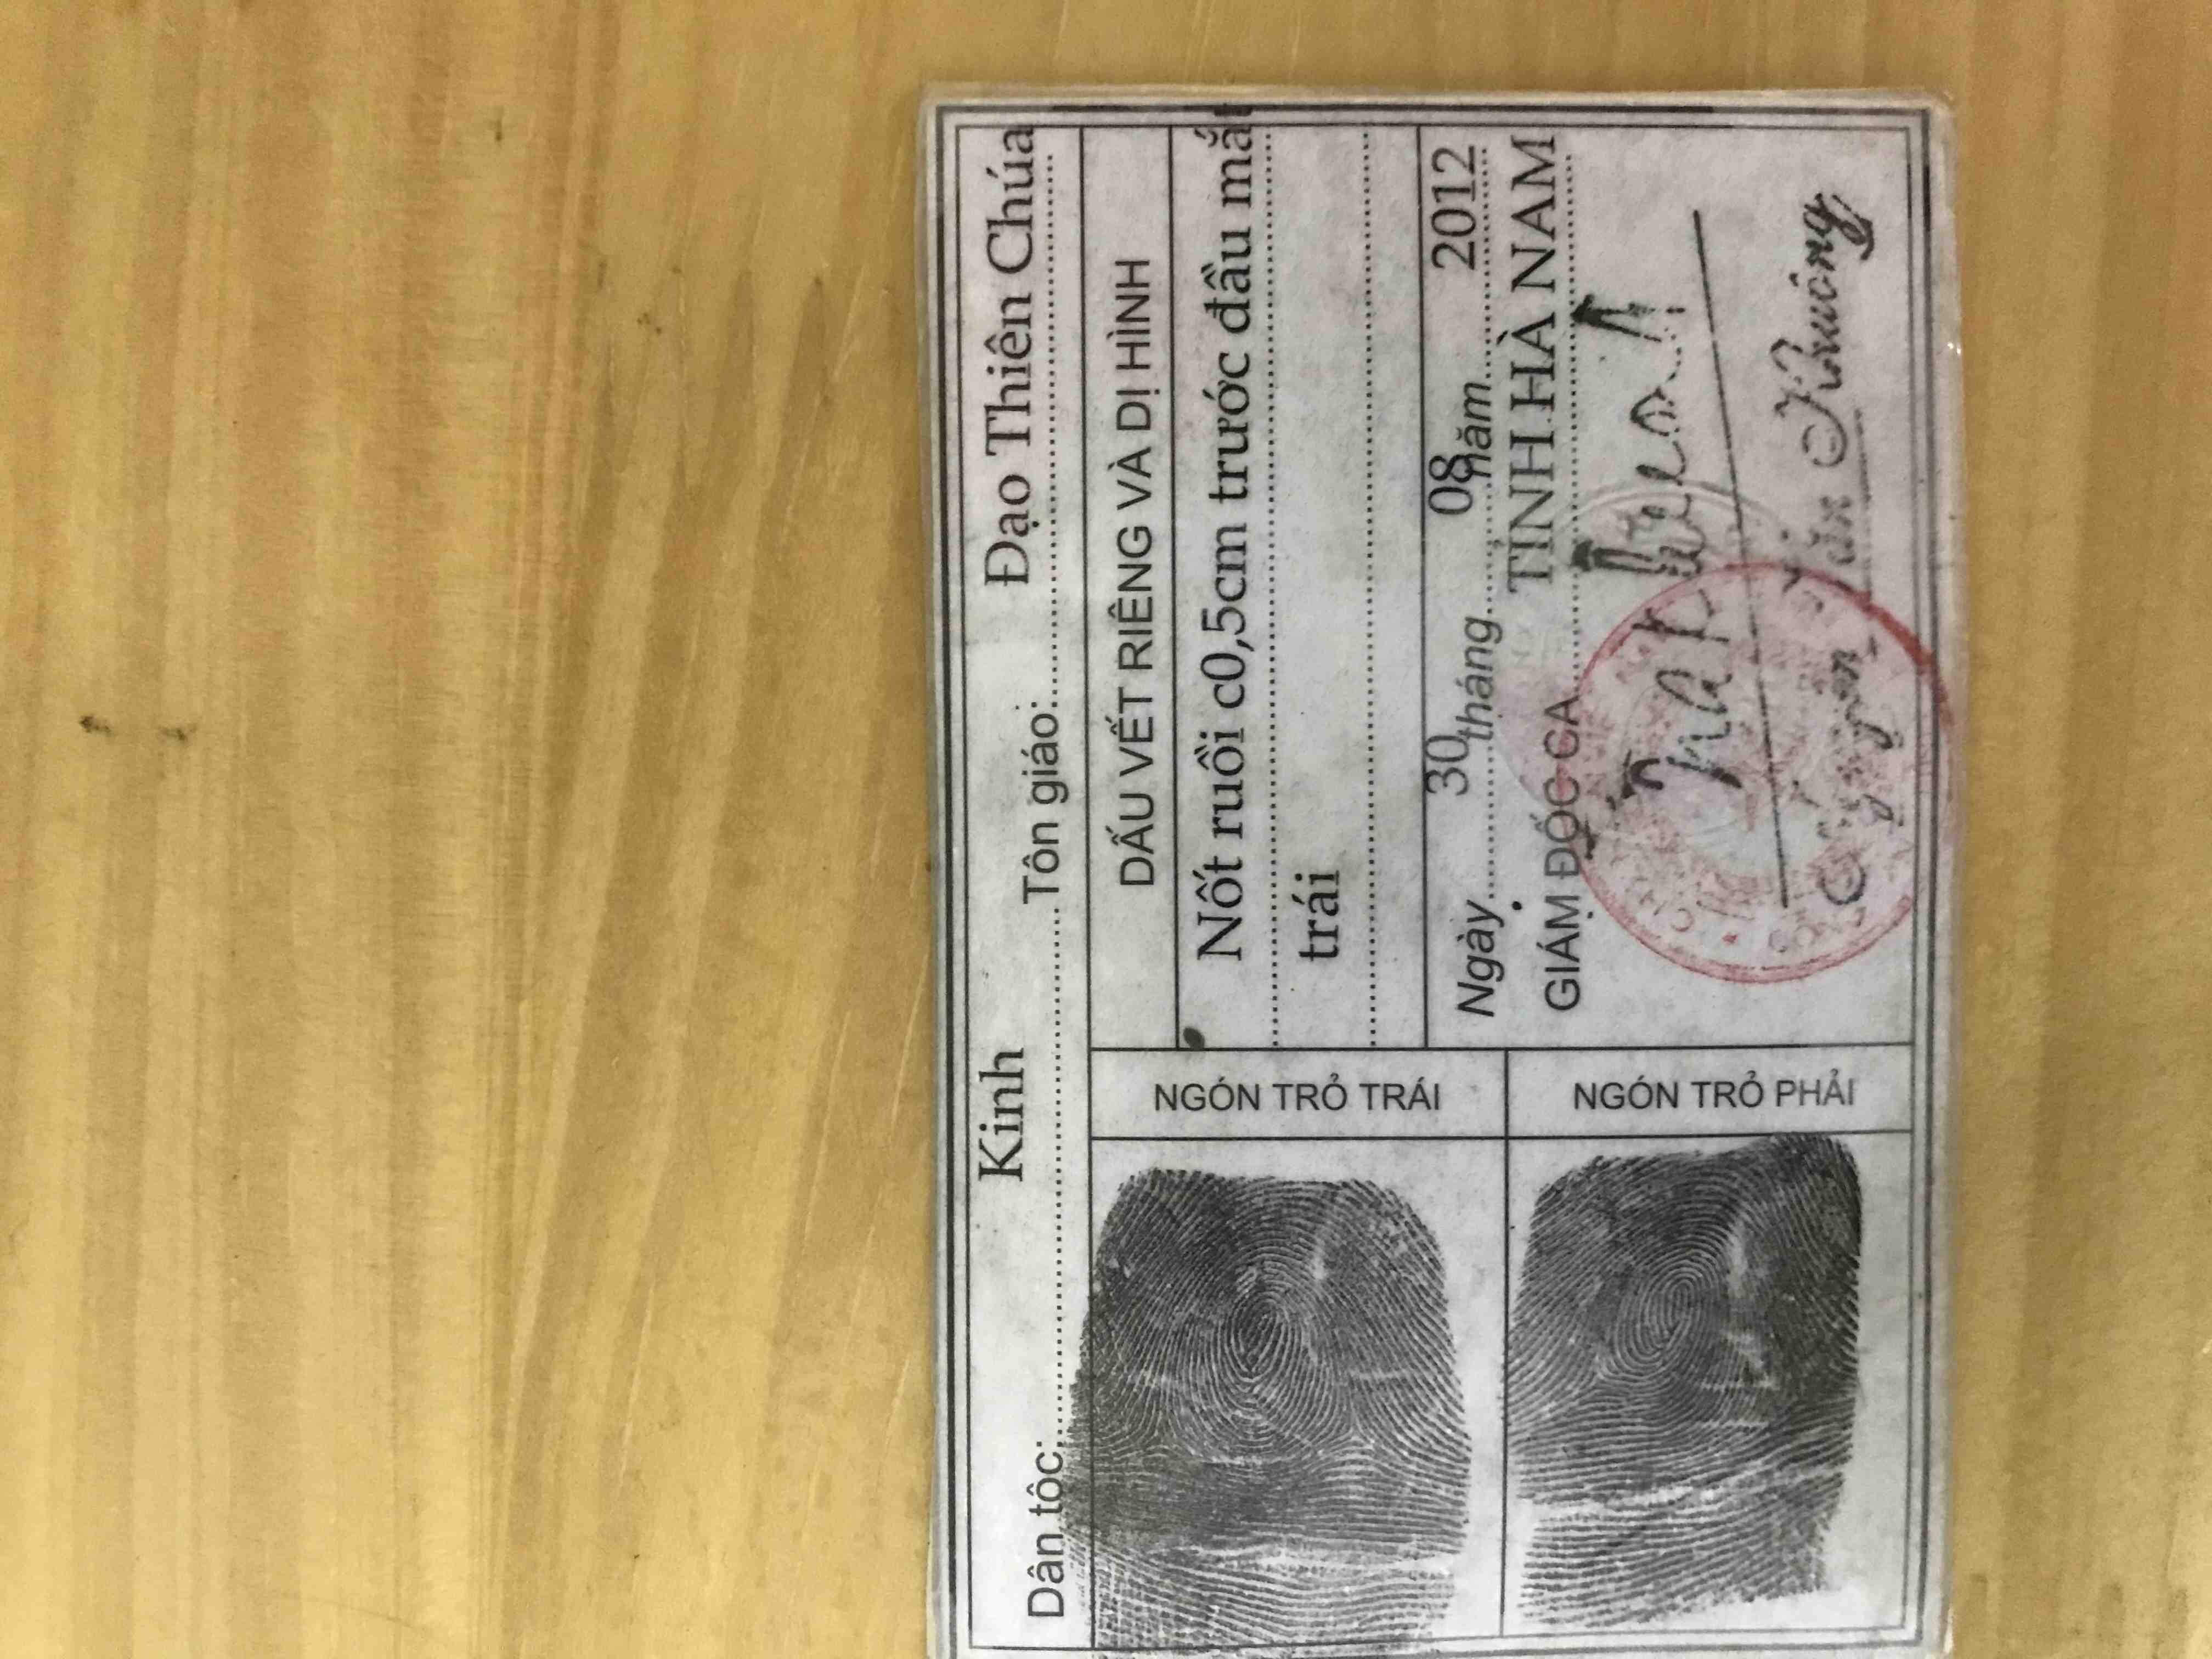 Dân tộc: Kinh Tôn giáo: Đạo Thiên Chúa
NGÓN TRỎ TRÁI
DẤU VẾT RIÊNG VÀ DỊ HÌNH
Nốt ruồi c0,5cm trước đầu mắt
trái
Ngày 30 tháng 08 năm 2012
GIÁM ĐỐC CA TỈNH HÀ NAM
NGÓN TRỎ PHẢI